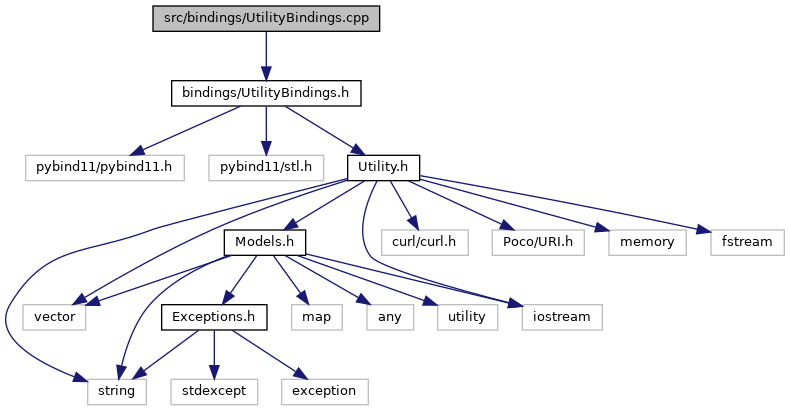 src/bindings/UtilityBindings.cpp
bindings/UtilityBindings.h
pybind11/pybind11.h
pybind11/stl.h
Utility.h
Models.h
curl/curl.h
Poco/URI.h
memory
fstream
vector
Exceptions.h
map
any
utility
iostream
string
stdexcept
exception